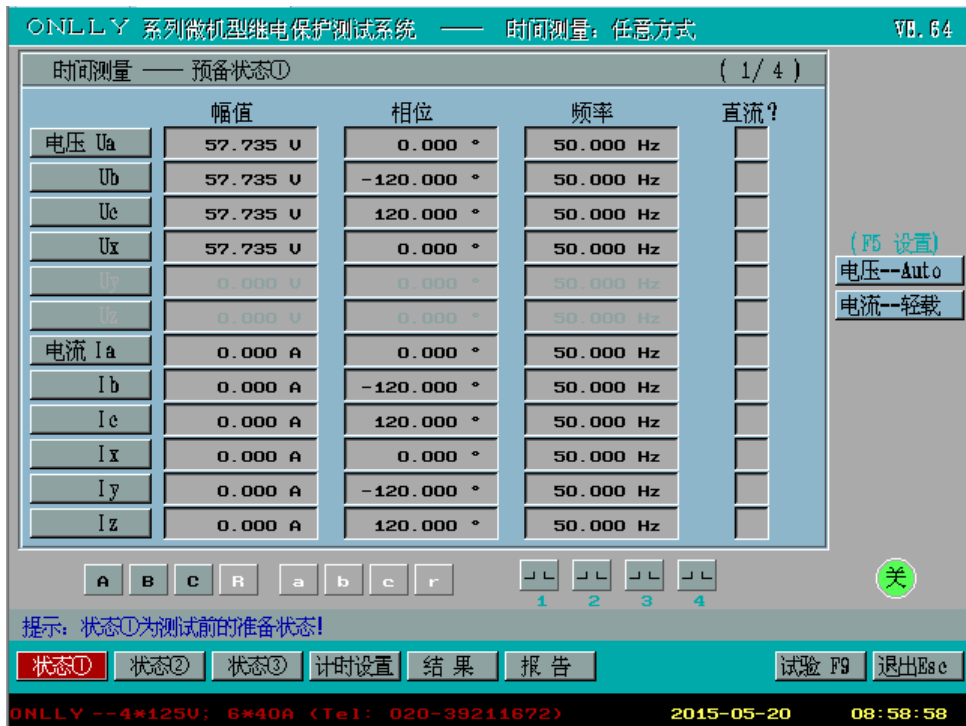 ONLLY 系列微机型继电保护测试系统 —— 时间测量: 任意方式 V8.64
时间测量 —— 预备状态① ( 1/ 4 )
幅值 相位 频率 直流?
电压 Ua 57.735 V 0.000 ° 50.000 Hz
Ub 57.735 V -120.000 ° 50.000 Hz
Uc 57.735 V 120.000 ° 50.000 Hz
Ux 57.735 V 0.000 ° 50.000 Hz
(F5 设置)
Uy 0.000 V 0.000 ° 50.000 Hz
电压--Auto
Uz 0.000 V 0.000 ° 50.000 Hz
电流--轻载
电流 Ia 0.000 A 0.000 ° 50.000 Hz
Ib 0.000 A -120.000 ° 50.000 Hz
Ic 0.000 A 120.000 ° 50.000 Hz
Ix 0.000 A 0.000 ° 50.000 Hz
Iy 0.000 A -120.000 ° 50.000 Hz
Iz 0.000 A 120.000 ° 50.000 Hz
A B C R a b c r 关
1 2 3 4
提示: 状态①为测试前的准备状态!
状态① 状态② 状态③ 计时设置 结 果 报 告 试验 F9 退出Esc
ONLLY --4*125V; 6*40A (Tel: 020-39211672) 2015-05-20 08:58:58